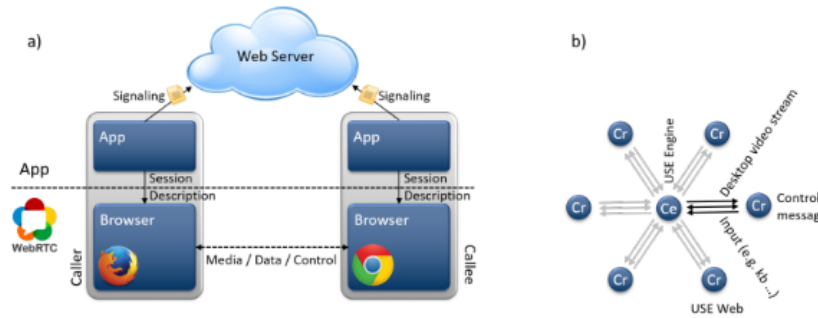 a)
Web Server
Signaling
Signaling
App
App
App
Session
Description
Session
Description
WebRTC
Browser
Browser
Caller
Media / Data / Control
Callee
b)
Cr
Cr
USE Engine
Desktop video stream
Cr
Ce
Cr
Control
message
Input (e.g. kb ...)
Cr
Cr
USE Web